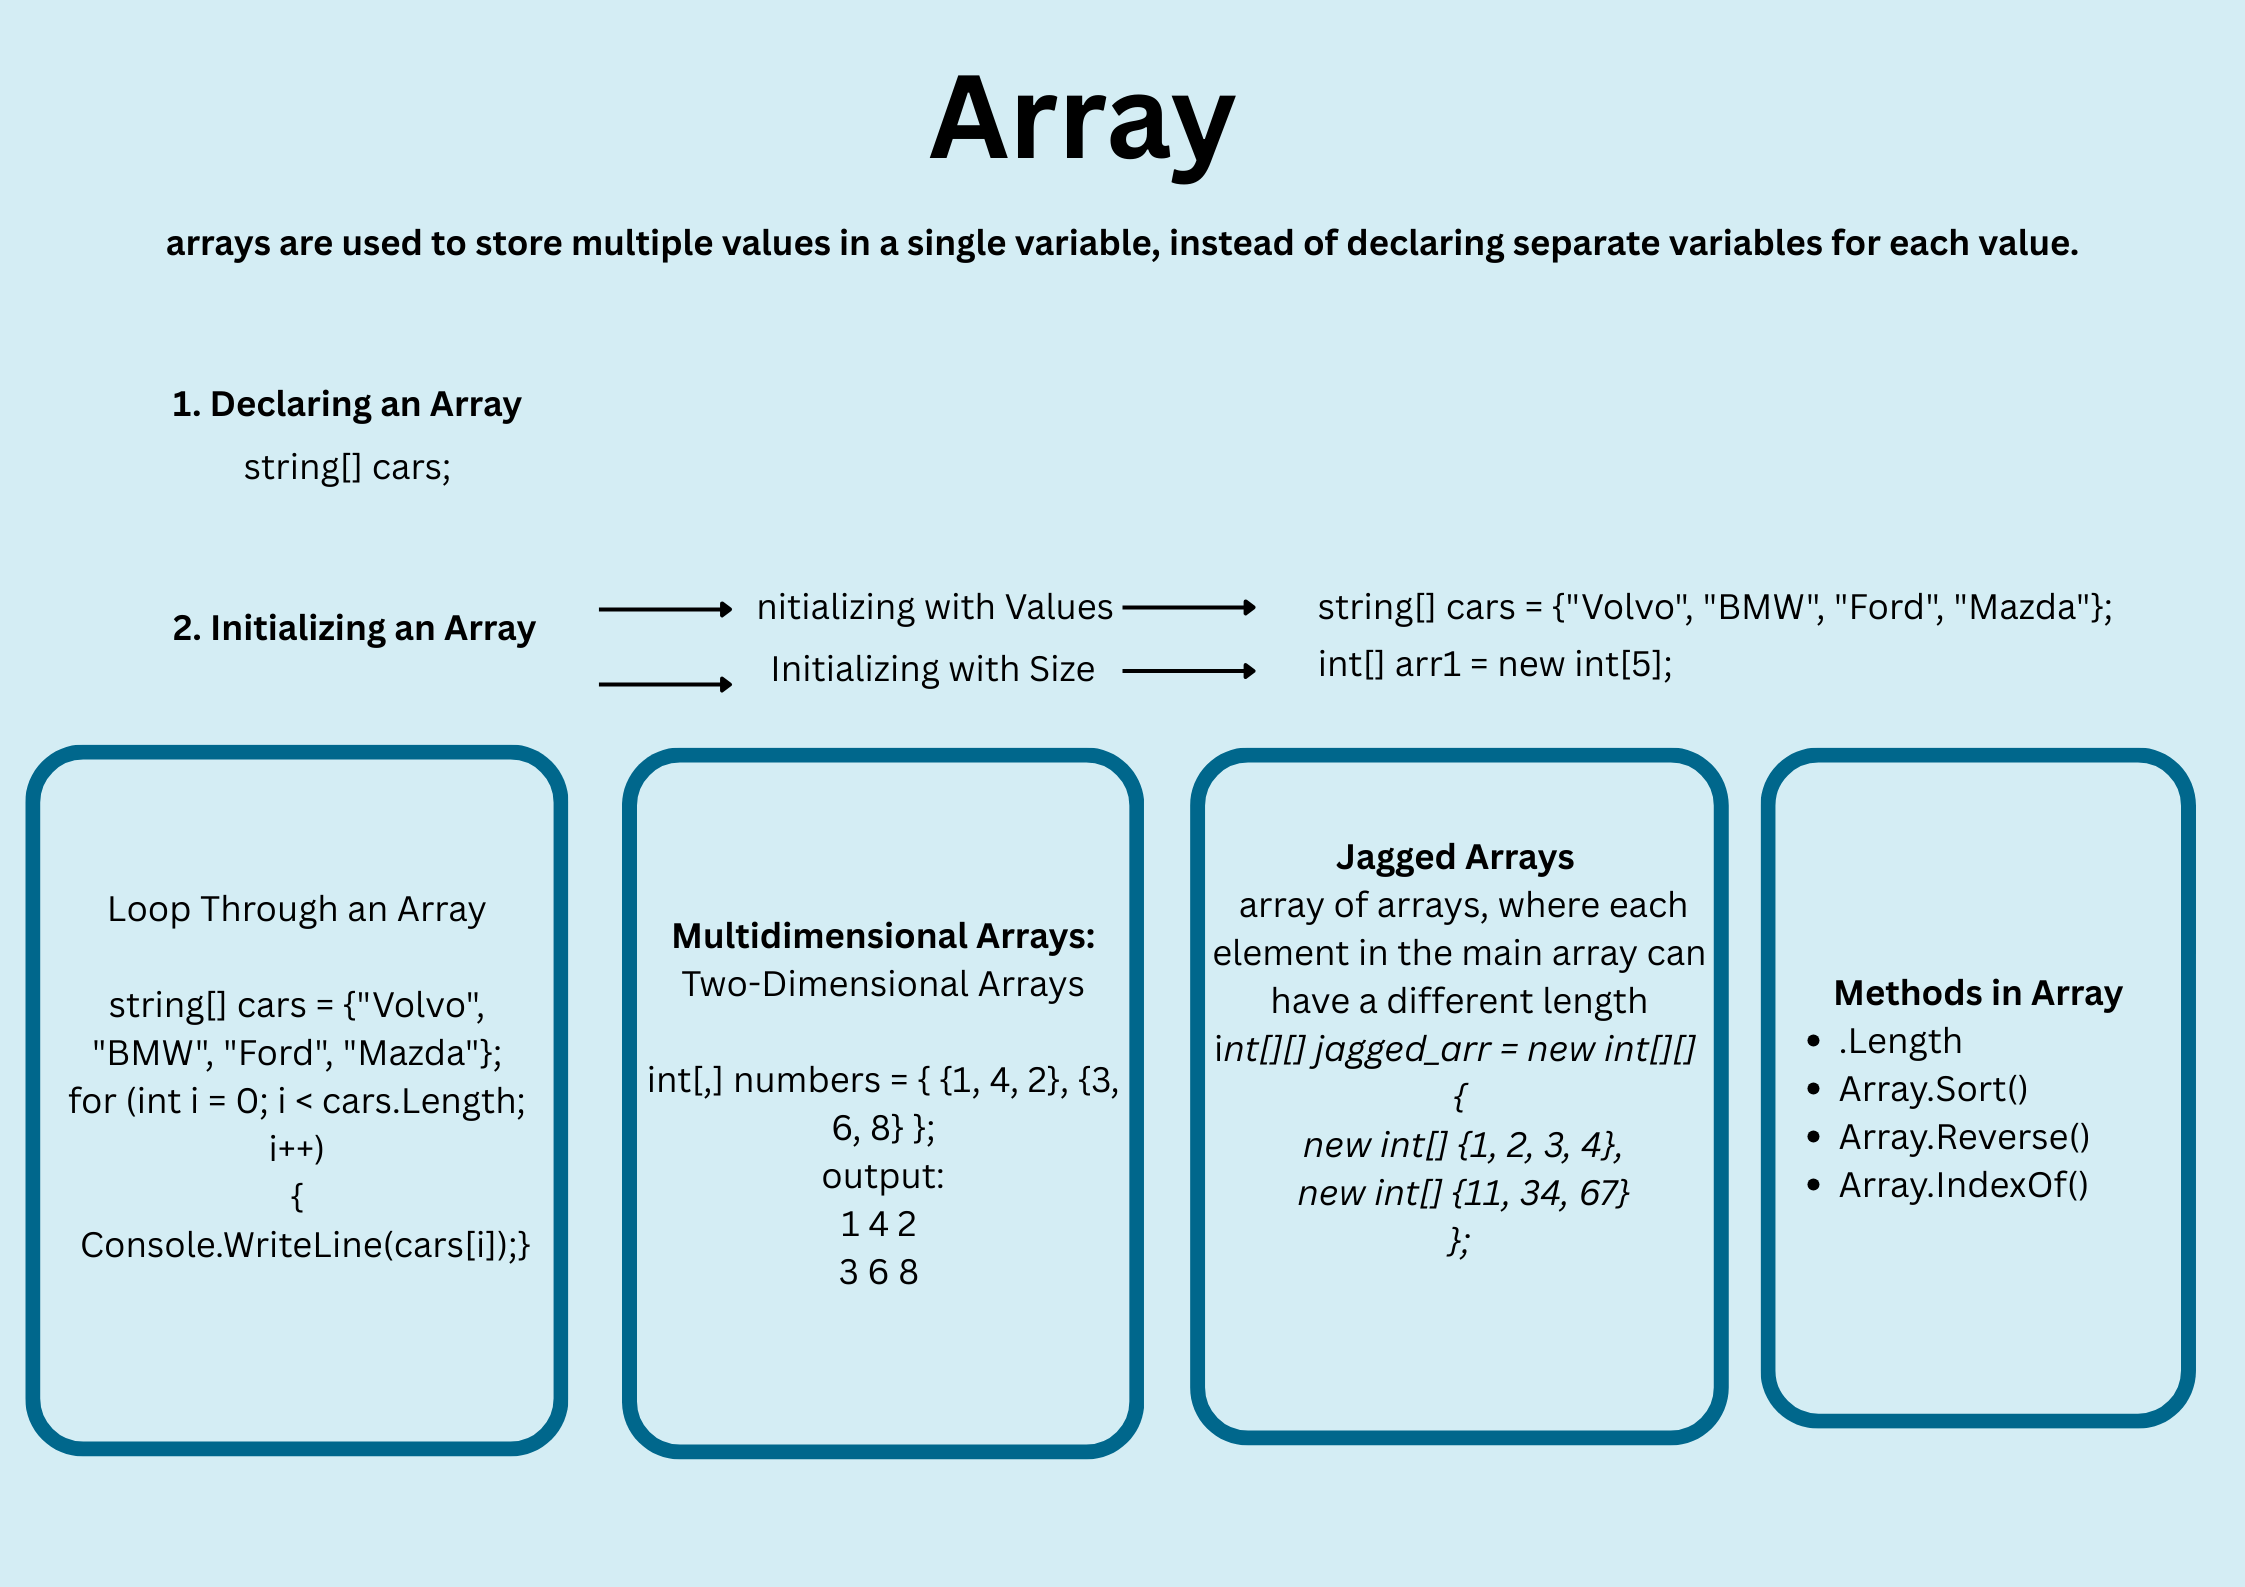 Array
arrays are used to store multiple values in a single variable, instead of declaring separate variables for each value.
1. Declaring an Array
string[] cars;
2. Initializing an Array
nitializing with Values
string[] cars = {"Volvo", "BMW", "Ford", "Mazda"};
Initializing with Size
int[] arr1 = new int[5];
Loop Through an Array
string[] cars = {"Volvo",
"BMW", "Ford", "Mazda"};
for (int i = 0; i < cars.Length;
i++)
{
Console.WriteLine(cars[i]);}
Multidimensional Arrays:
Two-Dimensional Arrays
int[,] numbers = { {1, 4, 2}, {3,
6, 8} };
output:
1 4 2
3 6 8
Jagged Arrays
array of arrays, where each
element in the main array can
have a different length
int[][] jagged_arr = new int[][]
{
new int[] {1, 2, 3, 4},
new int[] {11, 34, 67}
};
Methods in Array
• .Length
• Array.Sort()
• Array.Reverse()
• Array.IndexOf()